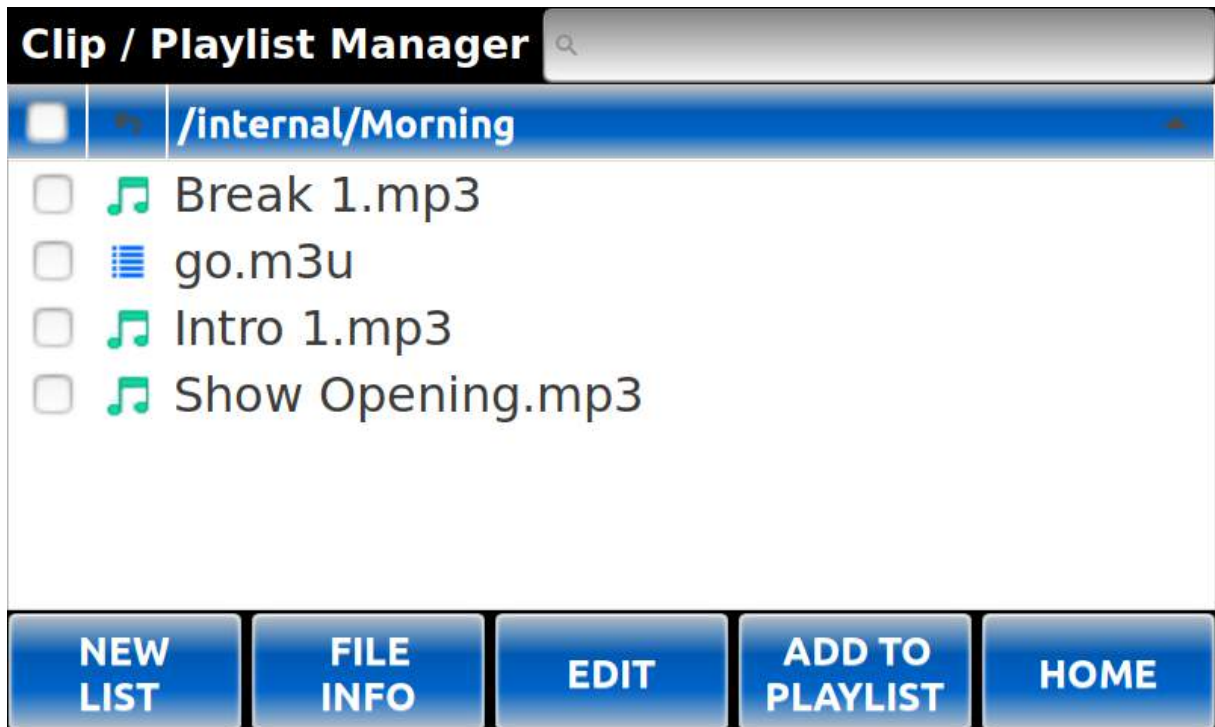 Clip / Playlist Manager
/internal/Morning
Break 1.mp3
go.m3u
Intro 1.mp3
Show Opening.mp3
NEW LIST
FILE INFO
EDIT
ADD TO PLAYLIST
HOME